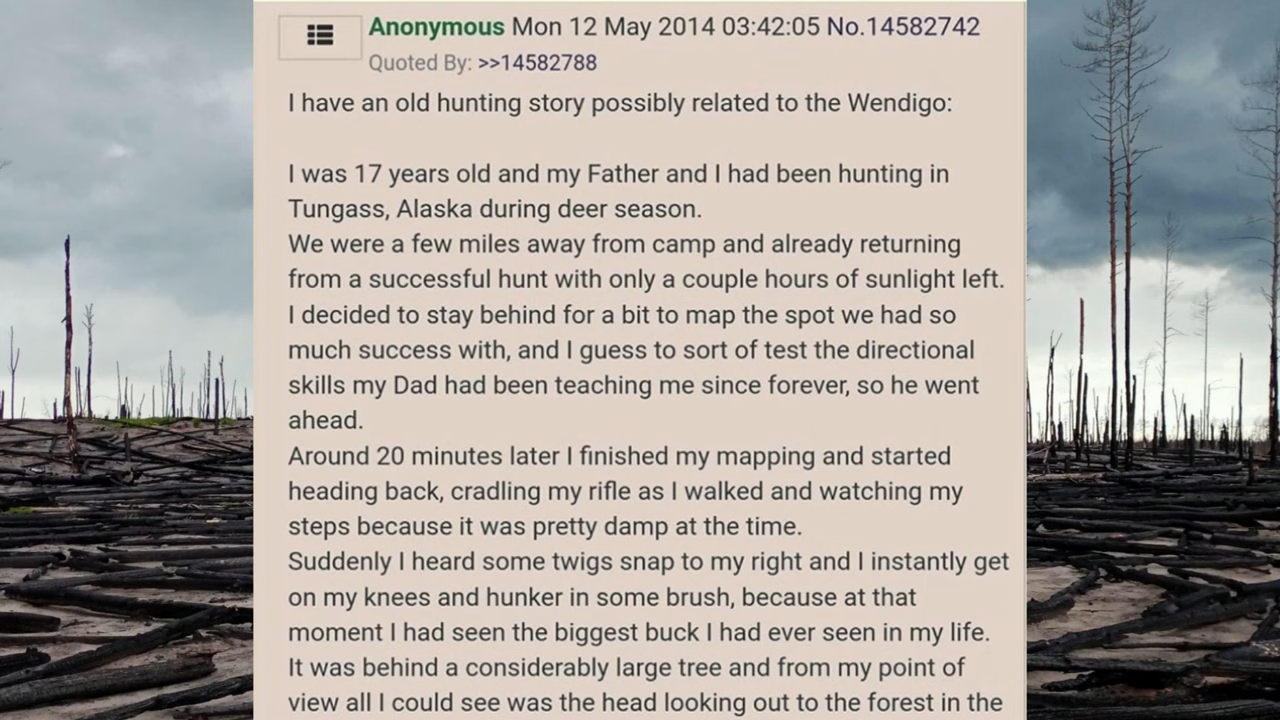 Anonymous Mon 12 May 2014 03:42:05 No.14582742
Quoted By: >>14582788
I have an old hunting story possibly related to the Wendigo:
I was 17 years old and my Father and I had been hunting in
Tungass, Alaska during deer season.
We were a few miles away from camp and already returning
from a successful hunt with only a couple hours of sunlight left.
I decided to stay behind for a bit to map the spot we had so
much success with, and I guess to sort of test the directional
skills my Dad had been teaching me since forever, so he went
ahead.
Around 20 minutes later I finished my mapping and started
heading back, cradling my rifle as I walked and watching my
steps because it was pretty damp at the time.
Suddenly I heard some twigs snap to my right and I instantly get
on my knees and hunker in some brush, because at that
moment I had seen the biggest buck I had ever seen in my life.
It was behind a considerably large tree and from my point of
view all I could see was the head looking out to the forest in the